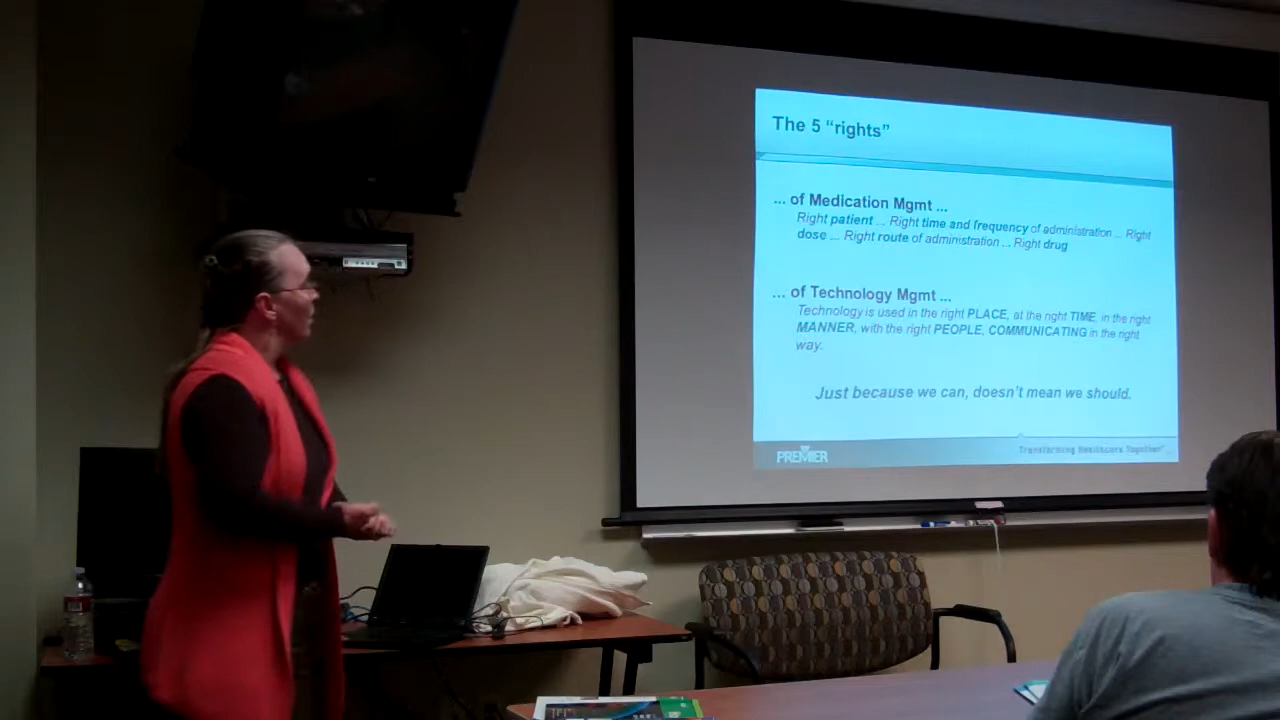 The 5 “rights”
... of Medication Mgmt ...
Right patient ... Right time and frequency of administration ... Right
dose ... Right route of administration ... Right drug
... of Technology Mgmt ...
Technology is used in the right PLACE, at the right TIME, in the right
MANNER, with the right PEOPLE, COMMUNICATING in the right
way.
Just because we can, doesn’t mean we should.
PREMIER
Transforming Healthcare Together